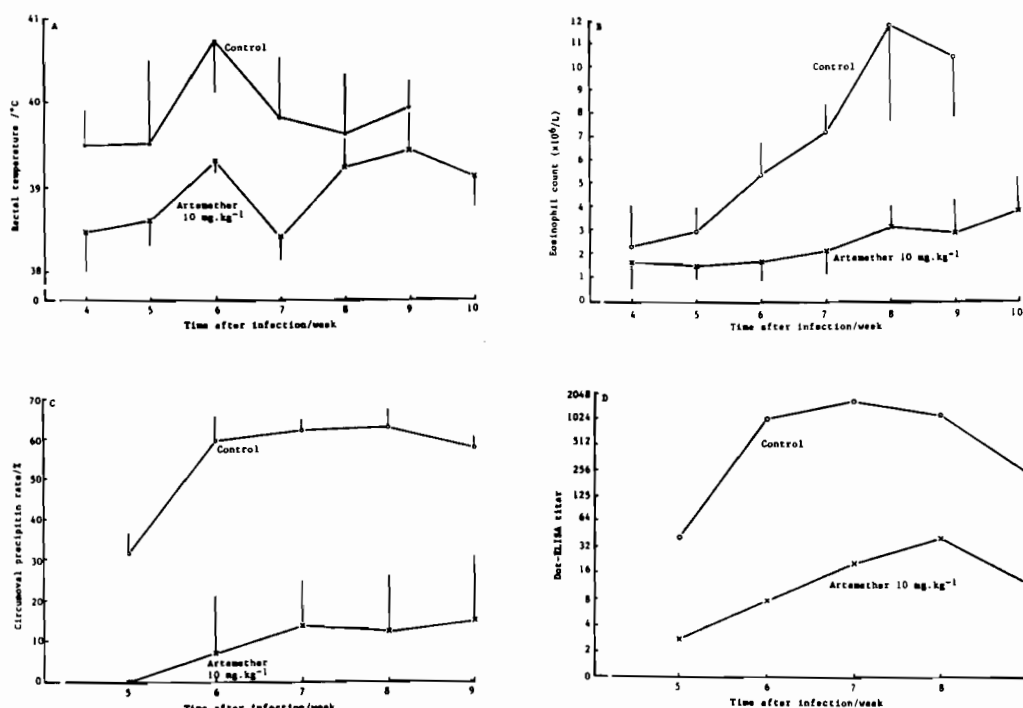 A
41
40
39
38
0
Rectal temperature /°C
Control
Artemether
10 mg.kg⁻¹
4 5 6 7 8 9 10
Time after infection/week
B
12
11
10
9
8
7
6
5
4
3
2
1
0
Eosinophil count (x10⁶/L)
Control
Artemether 10 mg.kg⁻¹
4 5 6 7 8 9 10
Time after infection/week
C
70
60
50
40
30
20
10
0
Circumoval precipitin rate/%
Control
Artemether
10 mg.kg⁻¹
5 6 7 8 9
Time after infection/week
D
2048
1024
512
256
125
64
32
16
8
4
2
0
Dot-ELISA titar
Control
Artemether 10 mg.kg⁻¹
5 6 7 8
Time after infection/week